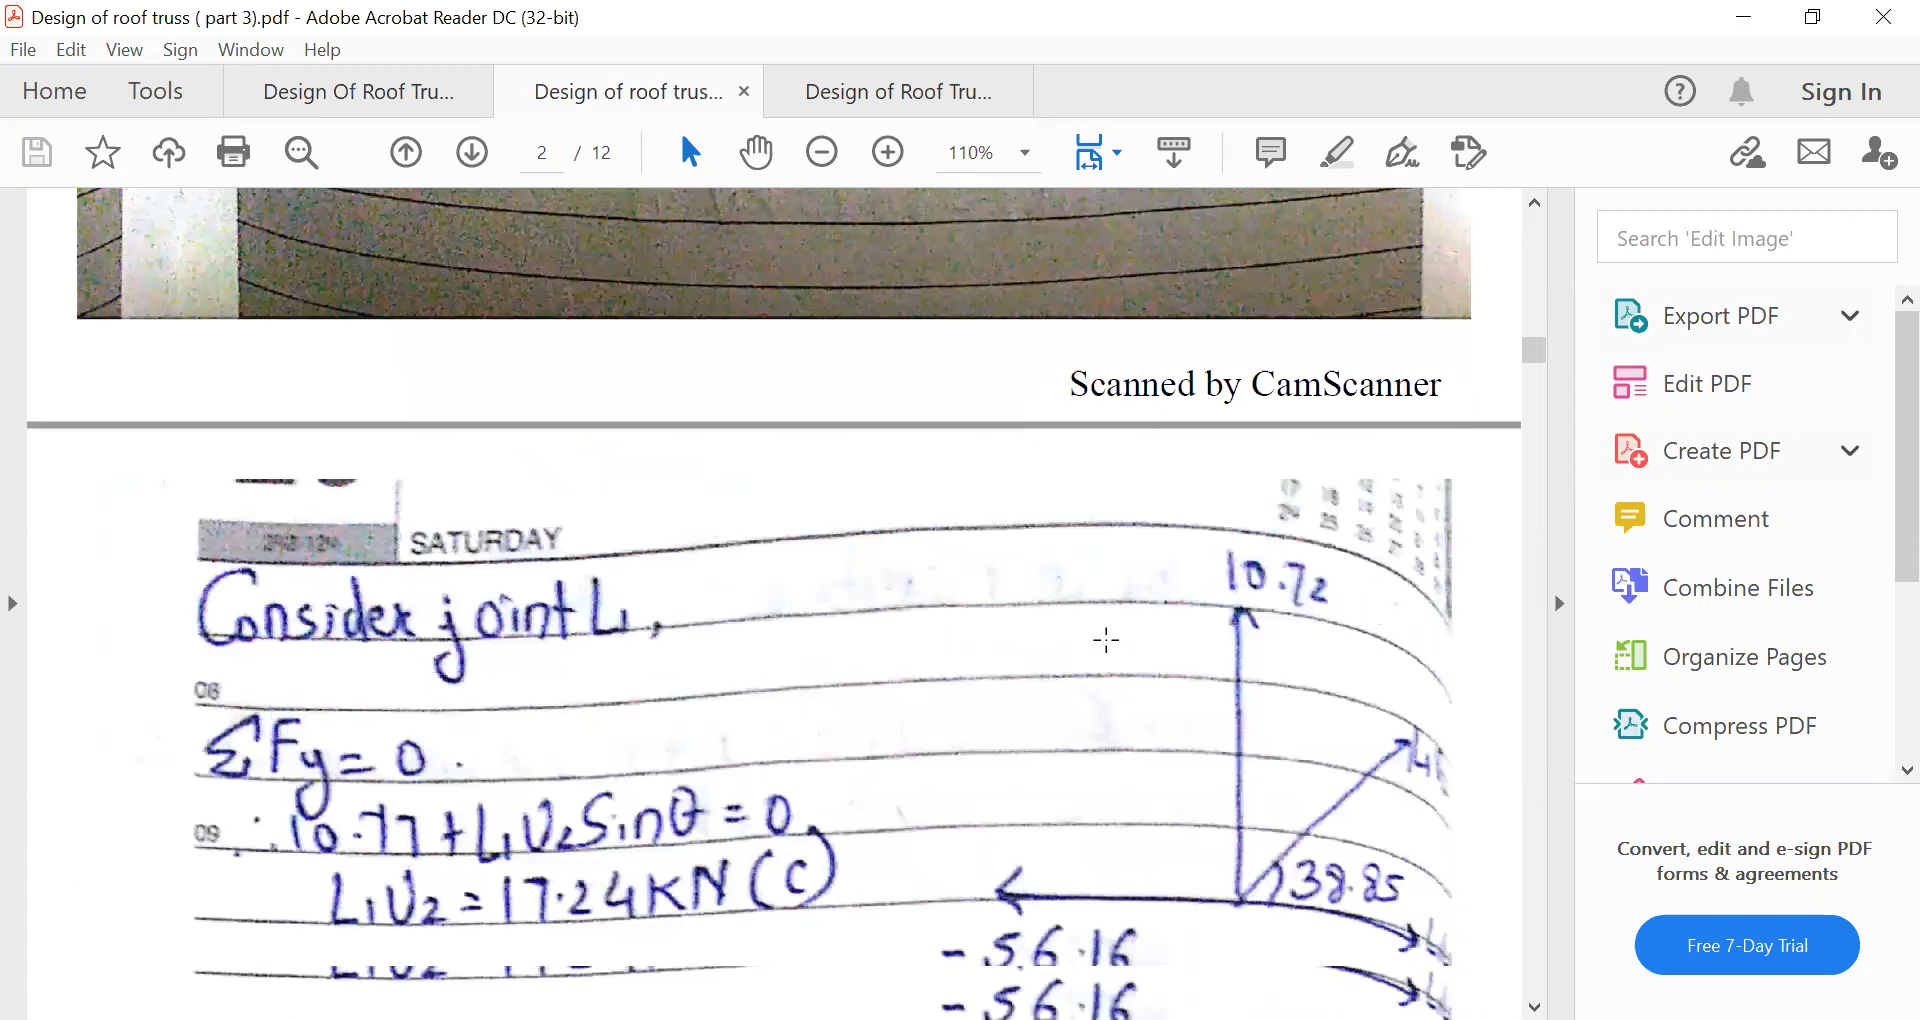 Design of roof truss ( part 3).pdf - Adobe Acrobat Reader DC (32-bit)
File Edit View Sign Window Help
Home Tools Design Of Roof Tru... Design of roof trus... × Design of Roof Tru... Sign In
2 / 12 110%
Search 'Edit Image'
Export PDF
Edit PDF
Create PDF
Comment
Combine Files
Organize Pages
Compress PDF
Convert, edit and e-sign PDF
forms & agreements
Free 7-Day Trial
Scanned by CamScanner
SATURDAY
10.72
Consider joint L1,
08
ΣFy = 0.
09 ∴ 10.77 + L1U2Sinθ = 0
L1U2 = 17.24KN (C)
38.85
- 56.16
- 56.16